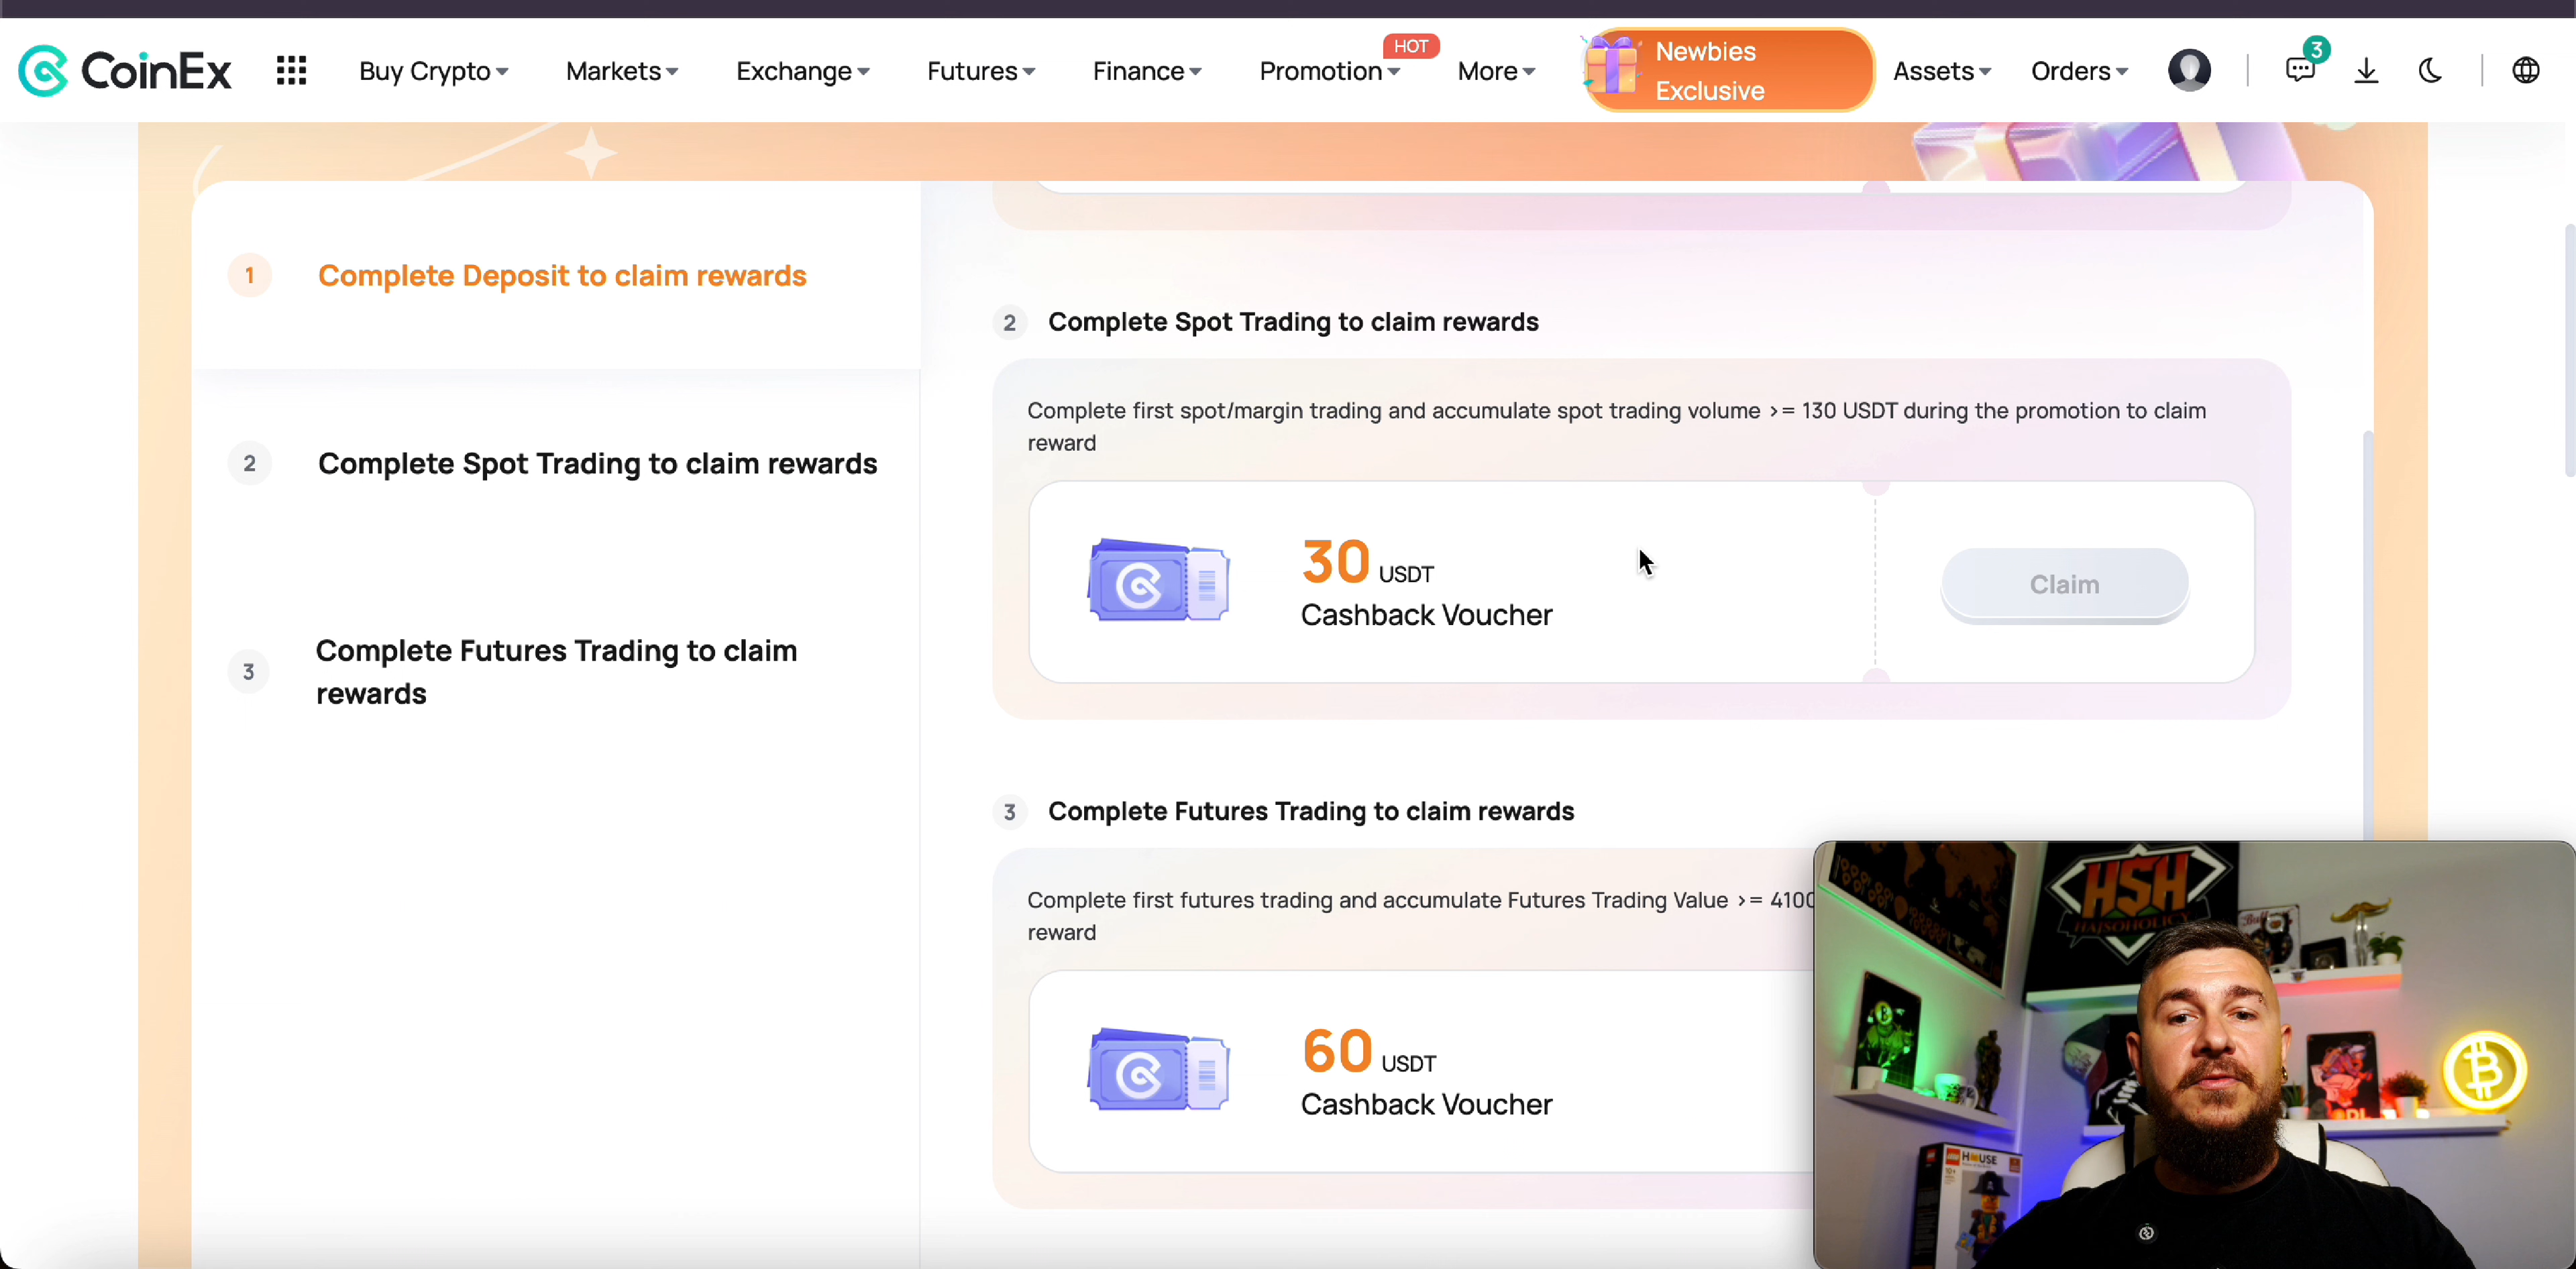 CoinEx
Buy Crypto
Markets
Exchange
Futures
Finance
Promotion
HOT
More
Newbies
Exclusive
Assets
Orders
3
1 Complete Deposit to claim rewards
2 Complete Spot Trading to claim rewards
3 Complete Futures Trading to claim
rewards
2 Complete Spot Trading to claim rewards
Complete first spot/margin trading and accumulate spot trading volume >= 130 USDT during the promotion to claim
reward
30 USDT
Cashback Voucher
Claim
3 Complete Futures Trading to claim rewards
Complete first futures trading and accumulate Futures Trading Value >= 4100
reward
60 USDT
Cashback Voucher
HSH
HAJSOHOLICY
HOUSE